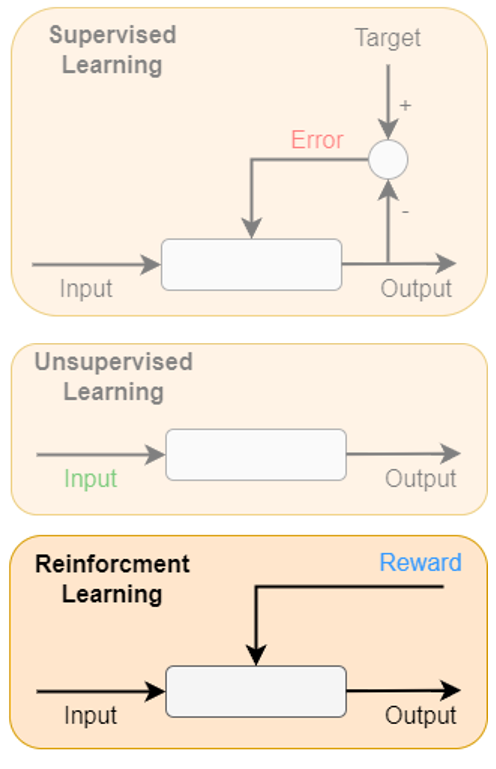 Supervised
Learning
Target
+
Error
-
Input
Output
Unsupervised
Learning
Input
Output
Reinforcment
Learning
Reward
Input
Output